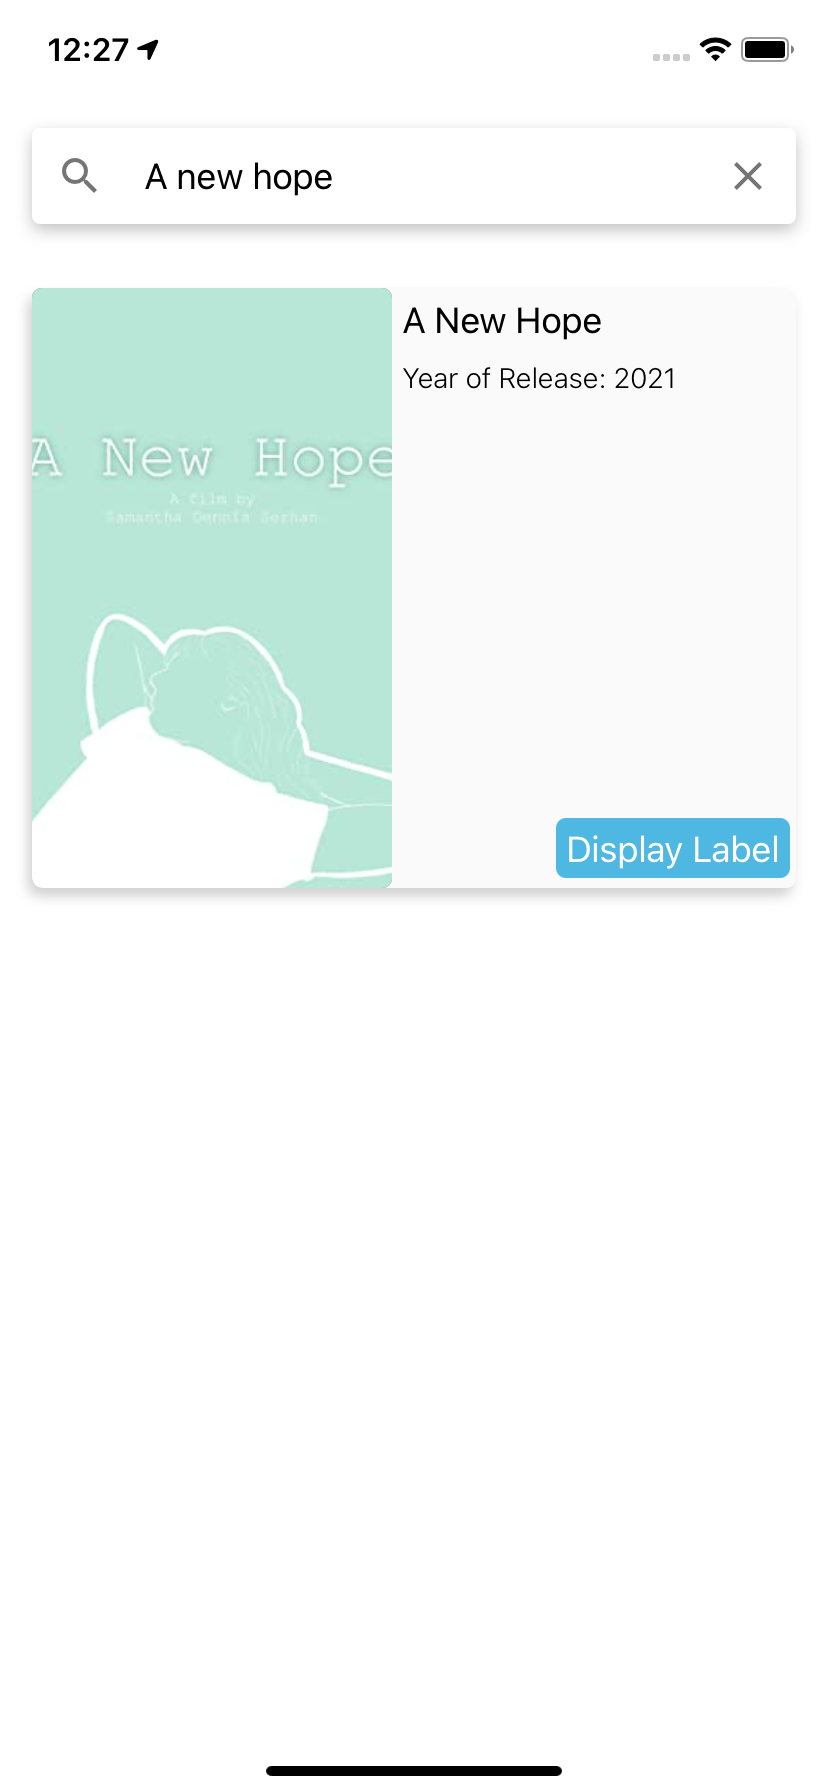 12:27
A new hope
A New Hope
Year of Release: 2021
A New Hope
A film by
Samantha Dennis Serhan
Display Label